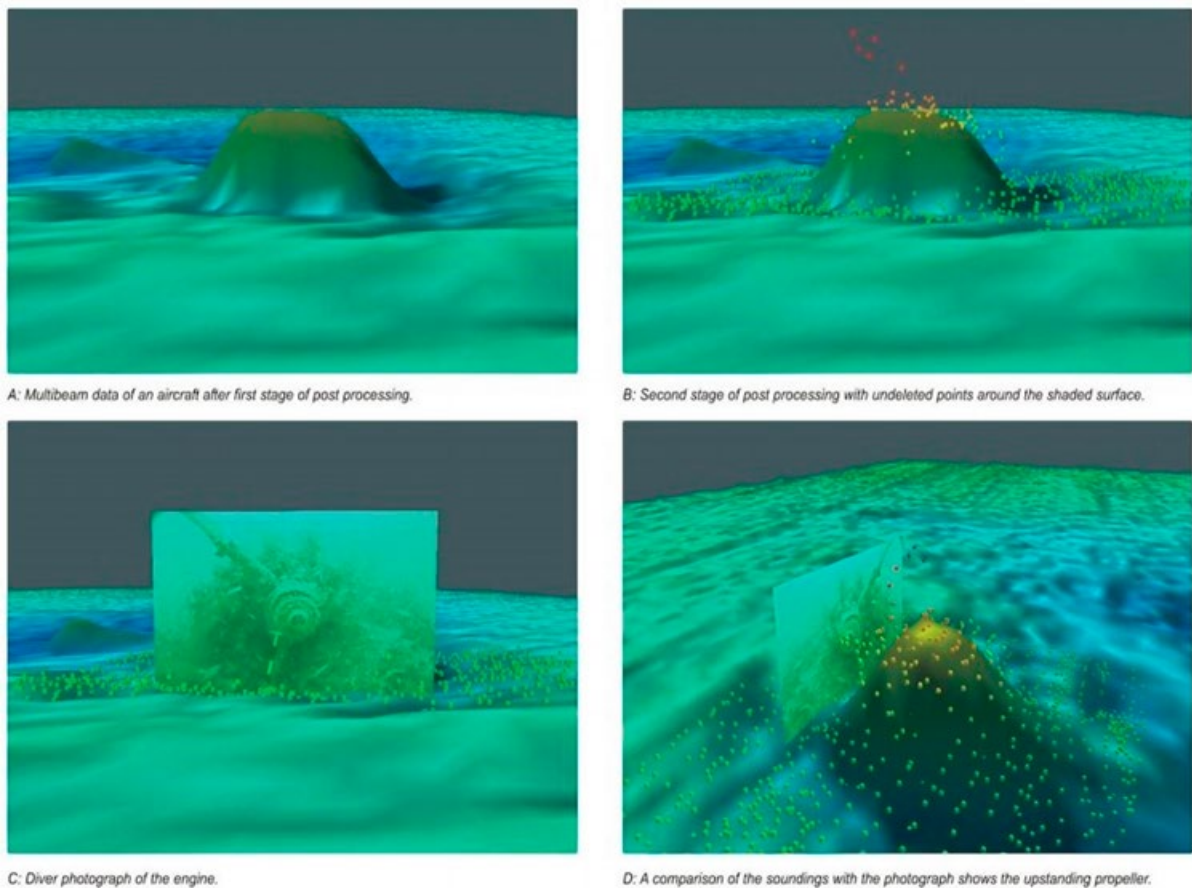 A: Multibeam data of an aircraft after first stage of post processing.
B: Second stage of post processing with undeleted points around the shaded surface.
C: Diver photograph of the engine.
D: A comparison of the soundings with the photograph shows the upstanding propeller.